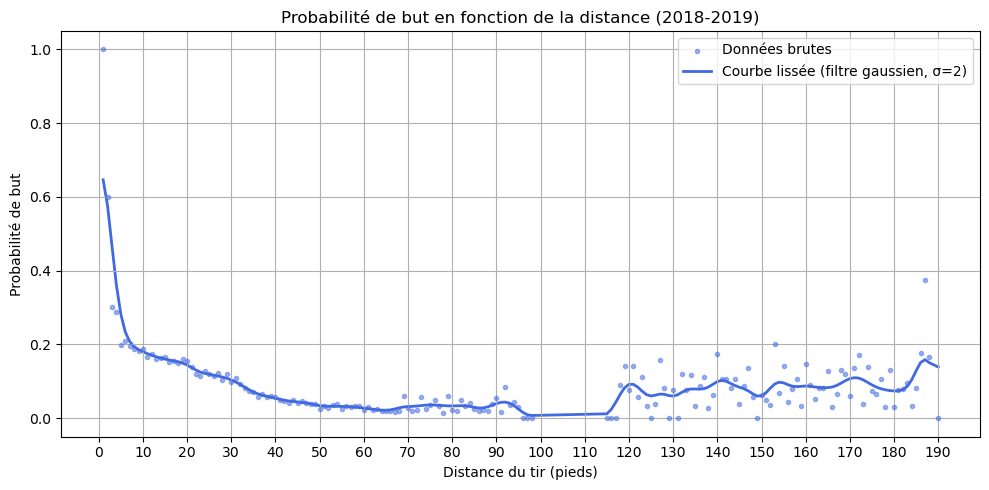 Probabilité de but en fonction de la distance (2018-2019)
Données brutes
Courbe lissée (filtre gaussien, σ=2)
Probabilité de but
1.0
0.8
0.6
0.4
0.2
0.0
0 10 20 30 40 50 60 70 80 90 100 110 120 130 140 150 160 170 180 190
Distance du tir (pieds)